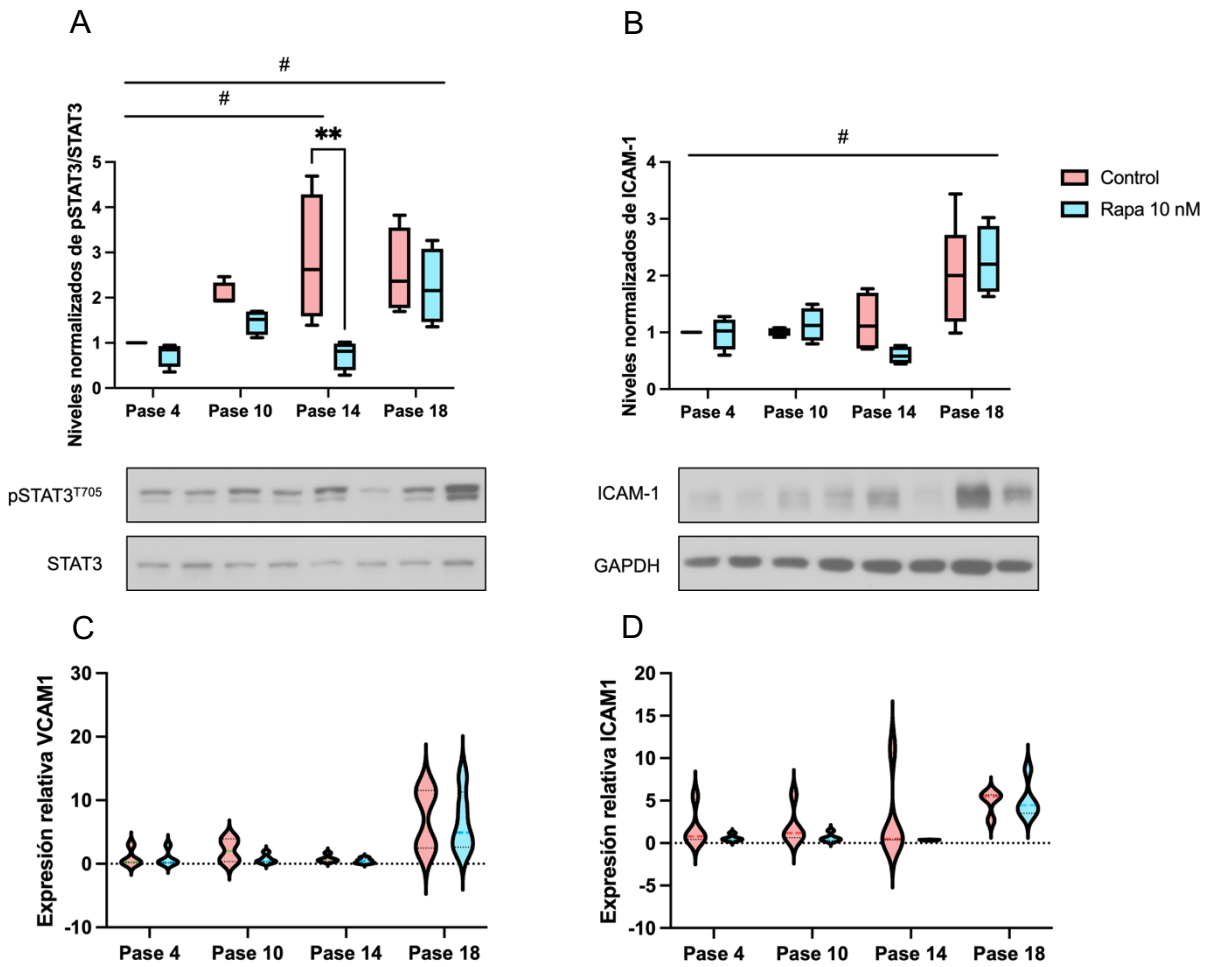 A
#
#
**
Niveles normalizados de pSTAT3/STAT3
5
4
3
2
1
0
Pase 4 Pase 10 Pase 14 Pase 18
pSTAT3ᵀ⁷⁰⁵
STAT3
B
#
Niveles normalizados de ICAM-1
4
3
2
1
0
Pase 4 Pase 10 Pase 14 Pase 18
Control
Rapa 10 nM
ICAM-1
GAPDH
C
Expresión relativa VCAM1
30
20
10
0
-10
Pase 4 Pase 10 Pase 14 Pase 18
D
Expresión relativa ICAM1
20
15
10
5
0
-5
-10
Pase 4 Pase 10 Pase 14 Pase 18